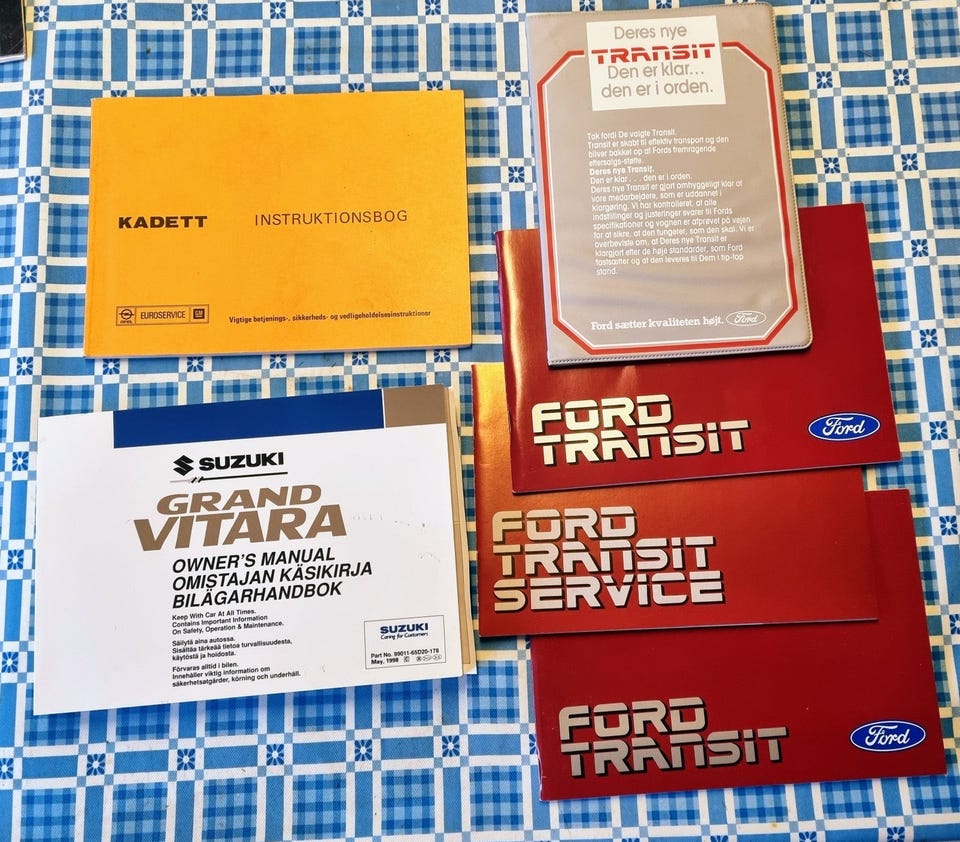 KADETT INSTRUKTIONSBOG
OPEL EUROSERVICE GM
Vigtige betjenings-, sikkerheds- og vedligeholdelsesinstruktioner
Deres nye
TRANSIT
Den er klar...
den er i orden.
Tak fordi De valgte Transit.
Transit er skabt til effektiv transport og den
bliver bakket op af Fords fremragende
eftersalgs-støtte.
Deres nye Transit.
Den er klar . . . den er i orden.
Deres nye Transit er gjort omhyggeligt klar af
vore medarbejdere, som er uddannet i
klargøring. Vi har kontrolleret, at alle
indstillinger og justeringer svarer til Fords
specifikationer og vognen er afprøvet på vejen
for at sikre, at den fungerer, som den skal. Vi er
overbeviste om, at Deres nye Transit er
klargjort efter de høje standarder, som Ford
fastsætter og at den leveres til Dem i tip-top
stand.
Ford sætter kvaliteten højt. Ford
FORD
TRANSIT
Ford
FORD
TRANSIT
SERVICE
FORD
TRANSIT
Ford
SUZUKI
GRAND
VITARA
OWNER'S MANUAL
OMISTAJAN KÄSIKIRJA
BILÄGARHANDBOK
Keep With Car At All Times.
Contains Important Information
On Safety, Operation & Maintenance.
Säilytä aina autossa.
Sisältää tärkeää tietoa turvallisuudesta,
käytöstä ja hoidosta.
Förvaras alltid i bilen.
Innehåller viktig information om
säkerhetsåtgärder, körning och underhåll.
SUZUKI
Caring for Customers
Part No. 99011-65D20-179
May, 1998